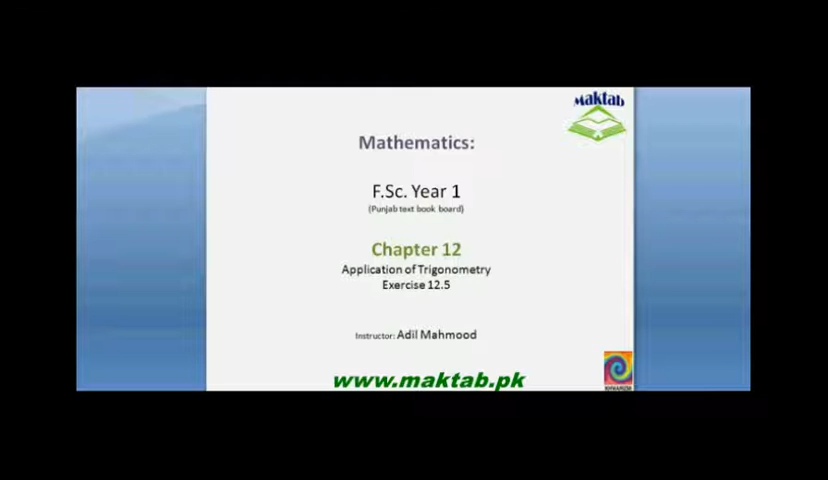 Maktab
Mathematics:
F.Sc. Year 1
(Punjab text book board)
Chapter 12
Application of Trigonometry
Exercise 12.5
Instructor: Adil Mahmood
www.maktab.pk